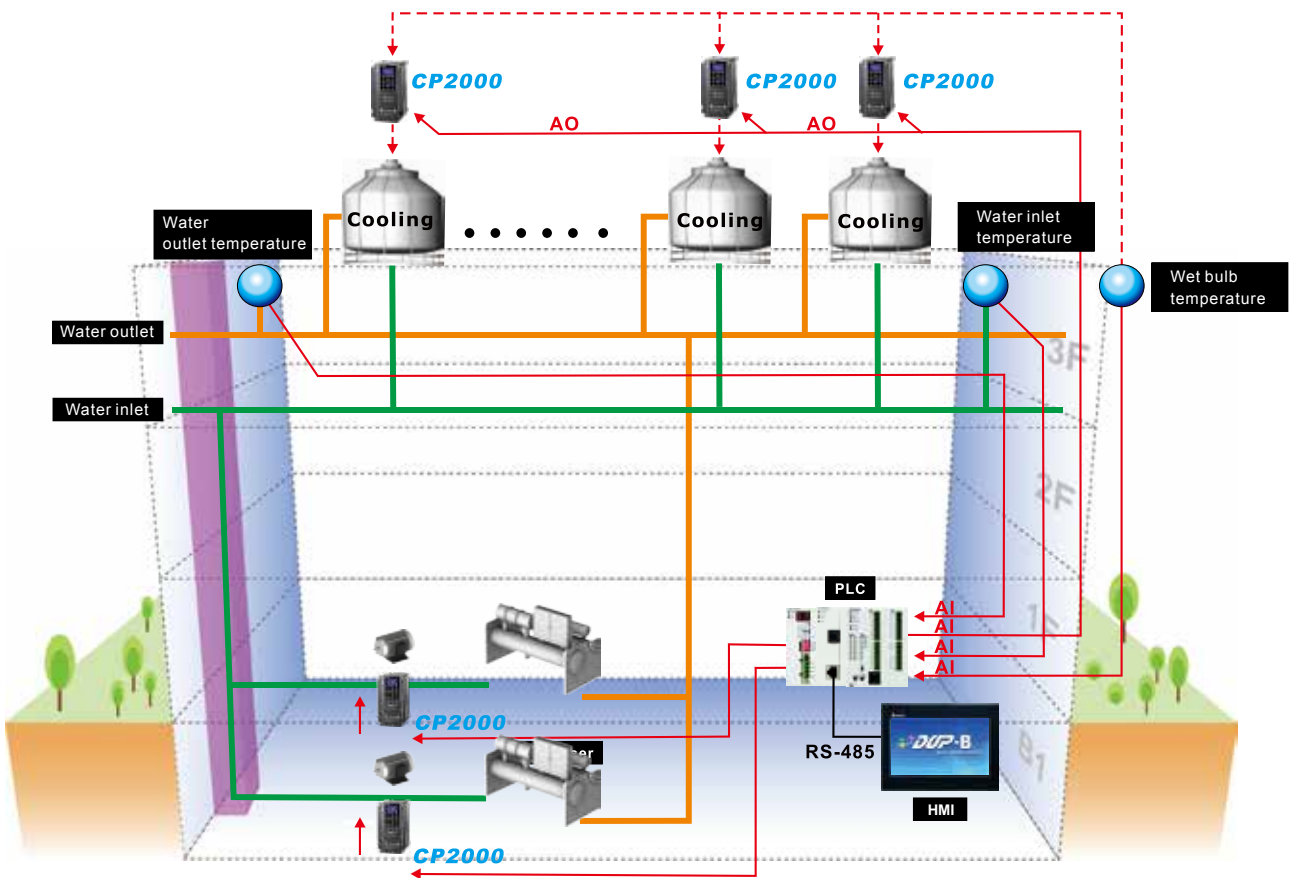 CP2000
CP2000
CP2000
AO
AO
Cooling
Cooling
Cooling
Water
outlet temperature
Water inlet
temperature
Wet bulb
temperature
Water outlet
Water inlet
3F
2F
PLC
AI
AI
AI
AI
1F
CP2000
RS-485
DOP-B
B1
HMI
CP2000